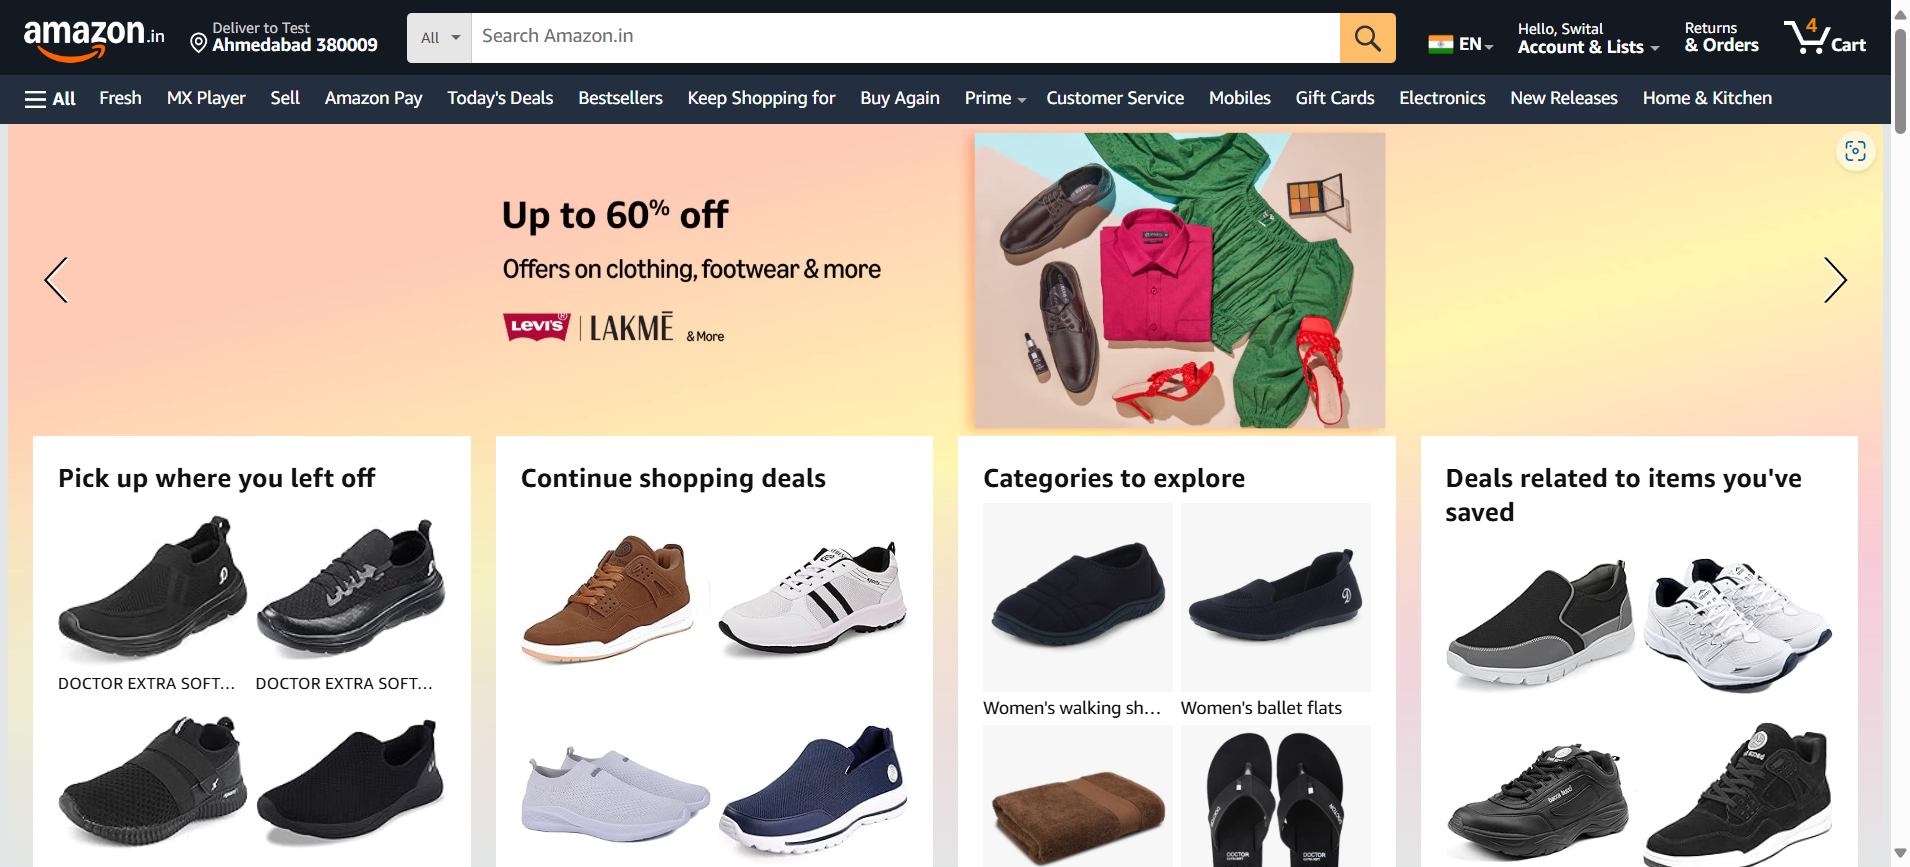 amazon.in
Deliver to Test
Ahmedabad 380009
All
Search Amazon.in
EN
Hello, Swital
Account & Lists
Returns
& Orders
4
Cart
All
Fresh
MX Player
Sell
Amazon Pay
Today's Deals
Bestsellers
Keep Shopping for
Buy Again
Prime
Customer Service
Mobiles
Gift Cards
Electronics
New Releases
Home & Kitchen
Up to 60% off
Offers on clothing, footwear & more
LEVI'S® | LAKMĒ & More
Pick up where you left off
DOCTOR EXTRA SOFT...
DOCTOR EXTRA SOFT...
Continue shopping deals
Categories to explore
Women's walking sh...
Women's ballet flats
DOCTOR
DOCTOR
Deals related to items you've
saved